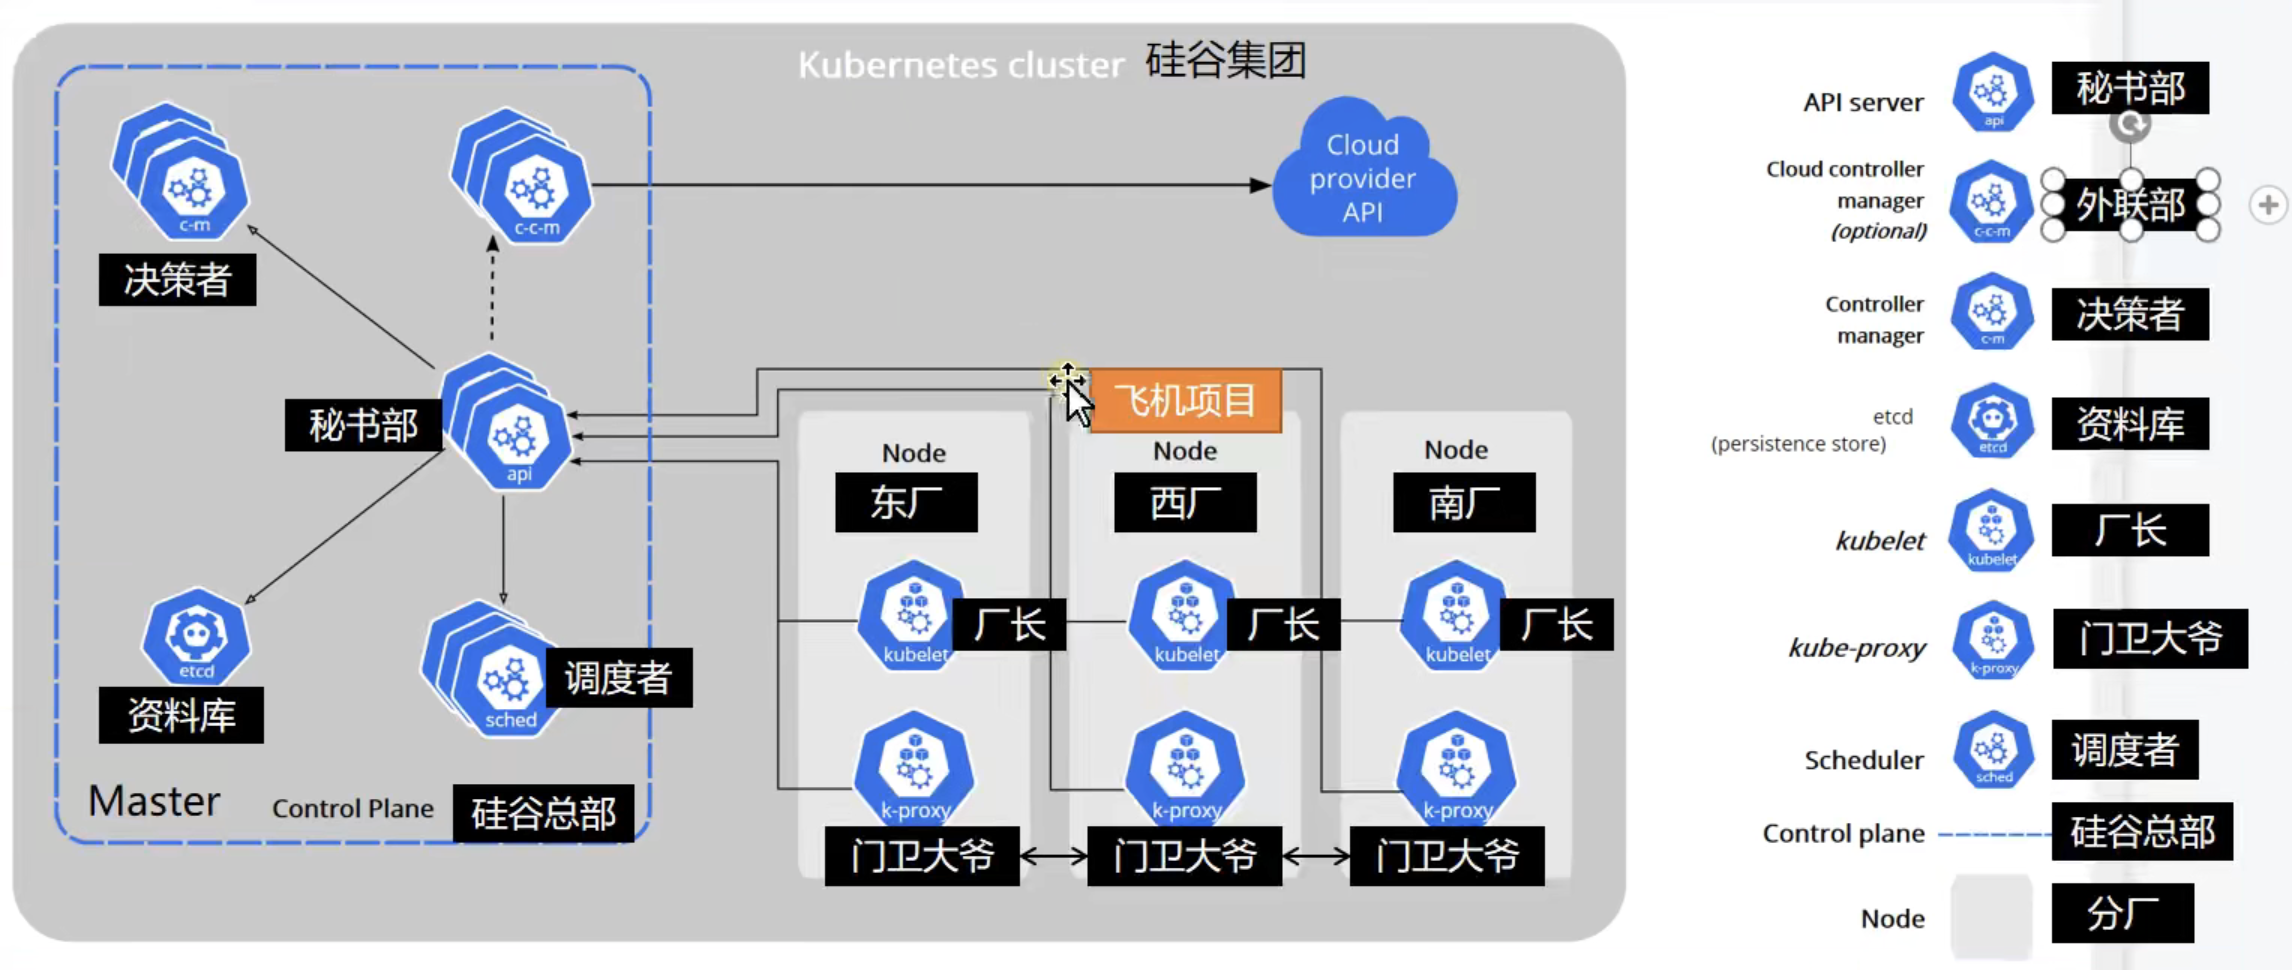 Kubernetes cluster 硅谷集团
c-m
决策者
c-c-m
Cloud
provider
API
秘书部
api
飞机项目
etcd
资料库
sched
调度者
Master
Control Plane
硅谷总部
Node
东厂
kubelet
厂长
k-proxy
门卫大爷
Node
西厂
kubelet
厂长
k-proxy
门卫大爷
Node
南厂
kubelet
厂长
k-proxy
门卫大爷
API server
api
秘书部
Cloud controller
manager
(optional)
c-c-m
外联部
Controller
manager
c-m
决策者
etcd
(persistence store)
etcd
资料库
kubelet
kubelet
厂长
kube-proxy
k-proxy
门卫大爷
Scheduler
sched
调度者
Control plane
硅谷总部
Node
分厂